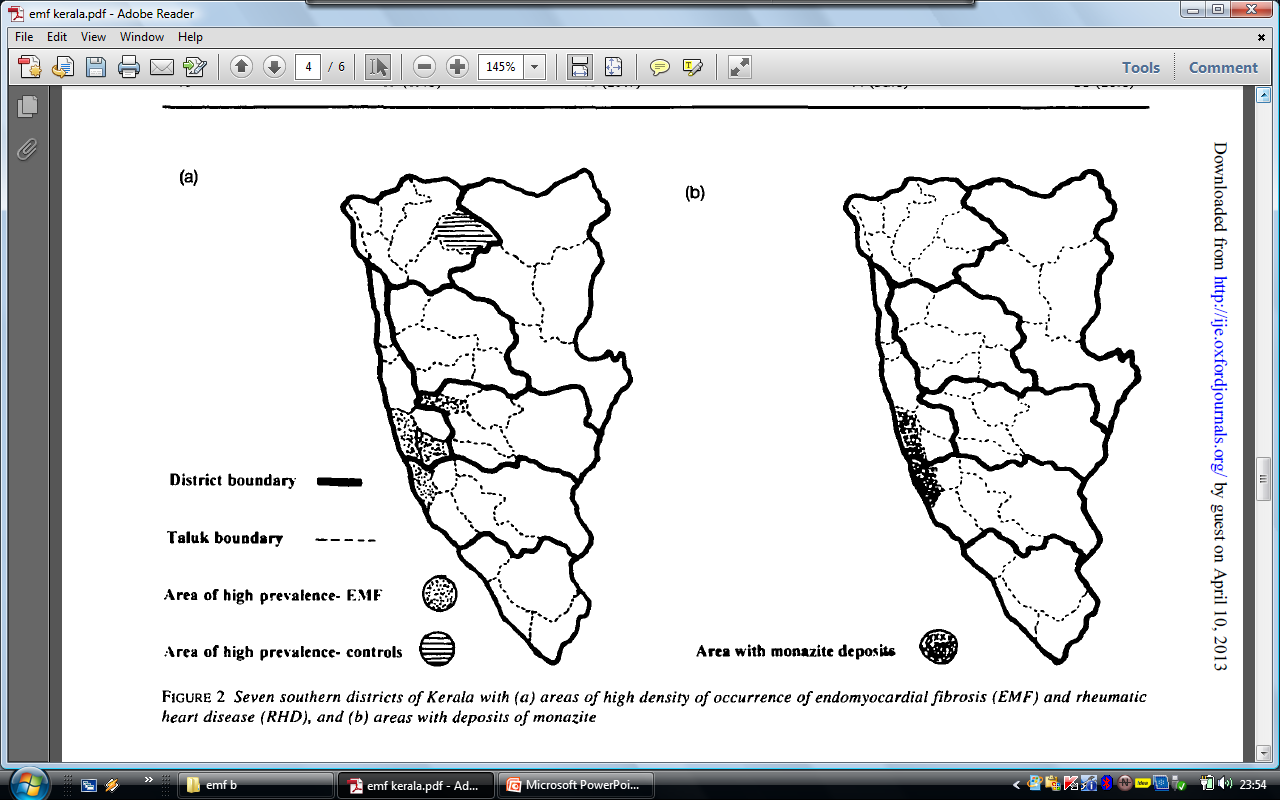 emf kerala.pdf - Adobe Reader
File Edit View Window Help
4 / 6 145% Tools Comment
(a)
(b)
District boundary
Taluk boundary
Area of high prevalence- EMF
Area of high prevalence- controls
Area with monazite deposits
FIGURE 2 Seven southern districts of Kerala with (a) areas of high density of occurrence of endomyocardial fibrosis (EMF) and rheumatic
heart disease (RHD), and (b) areas with deposits of monazite
Downloaded from http://ije.oxfordjournals.org/ by guest on April 10, 2013
emf b
emf kerala.pdf - Ad...
Microsoft PowerPoi...
23:54